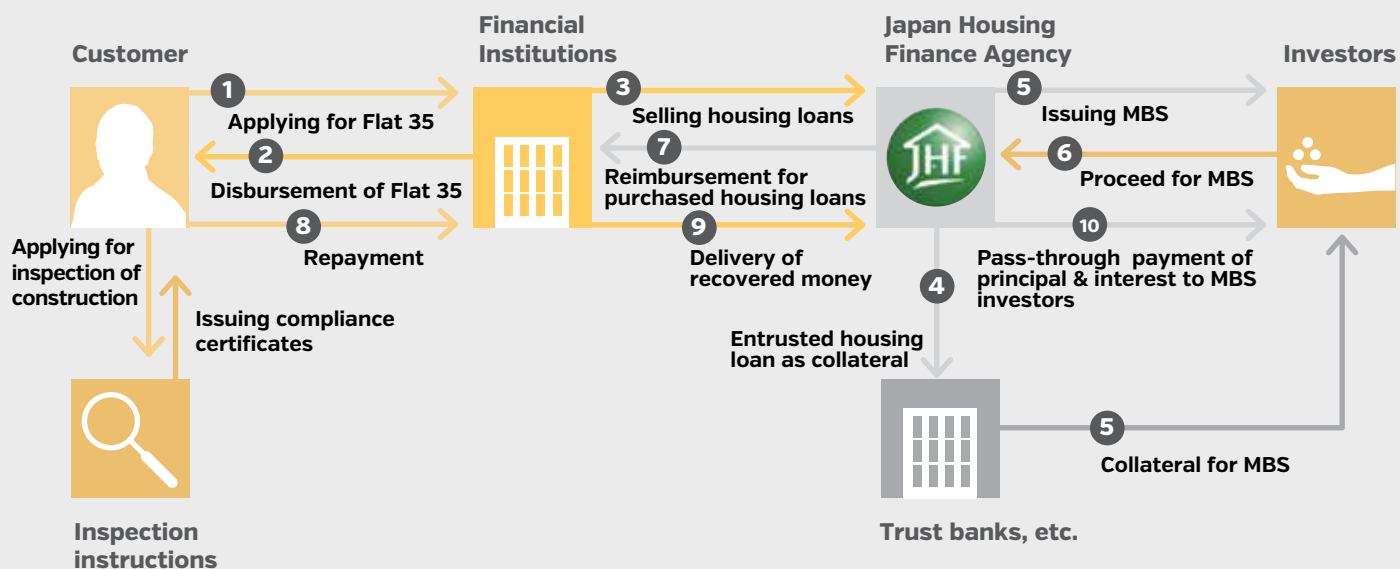 Customer
Financial
Institutions
Japan Housing
Finance Agency
Investors
1
Applying for Flat 35
2
Disbursement of Flat 35
8
Repayment
3
Selling housing loans
7
Reimbursement for
purchased housing loans
9
Delivery of
recovered money
JHF
5
Issuing MBS
6
Proceed for MBS
10
Pass-through payment of
principal & interest to MBS
investors
4
Entrusted housing
loan as collateral
Applying for
inspection of
construction
Issuing compliance
certificates
5
Collateral for MBS
Inspection
instructions
Trust banks, etc.